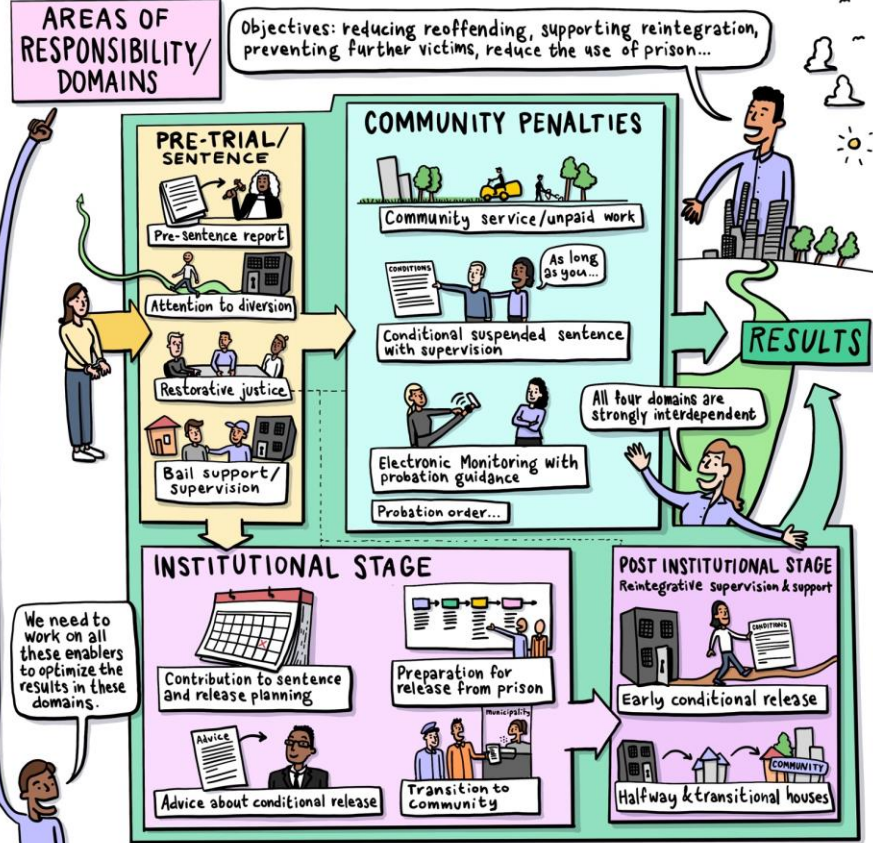 AREAS OF
RESPONSIBILITY/
DOMAINS
Objectives: reducing reoffending, supporting reintegration,
preventing further victims, reduce the use of prison...
PRE-TRIAL/
SENTENCE
Pre-sentence report
Attention to diversion
Restorative justice
Bail support/
supervision
COMMUNITY PENALTIES
Community service/unpaid work
CONDITIONS
As long
as you...
Conditional suspended sentence
with supervision
Electronic Monitoring with
probation guidance
Probation order...
RESULTS
All four domains are
strongly interdependent
INSTITUTIONAL STAGE
Contribution to sentence
and release planning
Preparation for
release from prison
Advice
Advice about conditional release
Municipality
Transition to
community
POST INSTITUTIONAL STAGE
Reintegrative supervision & support
CONDITIONS
Early conditional release
COMMUNITY
Halfway & transitional houses
We need to
work on all
these enablers
to optimize the
results in these
domains.